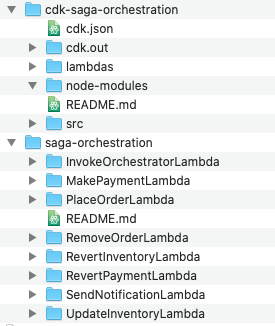 cdk-saga-orchestration
cdk.json
cdk.out
lambdas
node-modules
README.md
src
saga-orchestration
InvokeOrchestratorLambda
MakePaymentLambda
PlaceOrderLambda
README.md
RemoveOrderLambda
RevertInventoryLambda
RevertPaymentLambda
SendNotificationLambda
UpdateInventoryLambda